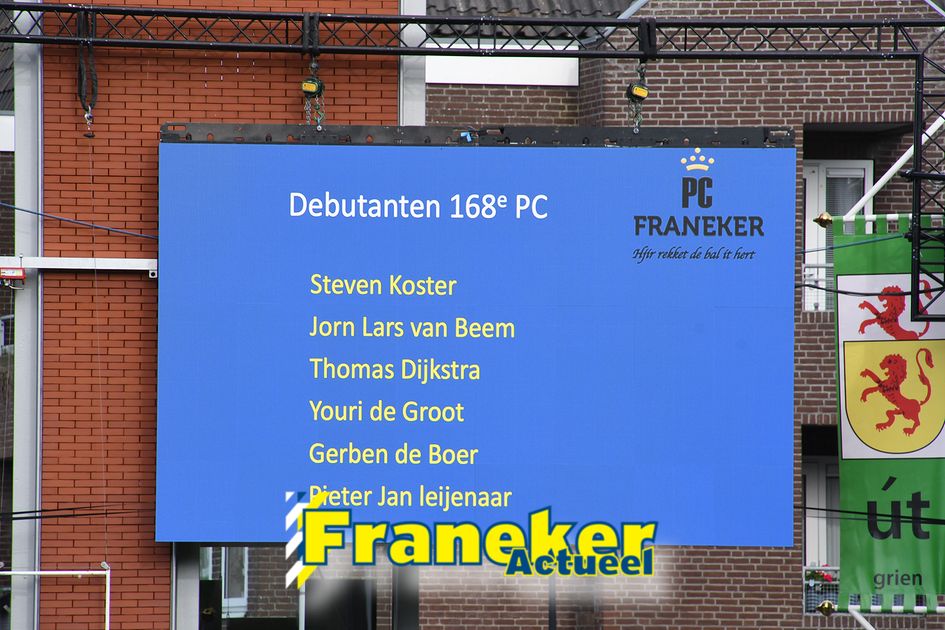 Debutanten 168e PC
PC
FRANEKER
Hjir rekket de bal it hert
Steven Koster
Jorn Lars van Beem
Thomas Dijkstra
Youri de Groot
Gerben de Boer
Pieter Jan leijenaar
Franeker
Actueel
út
grien